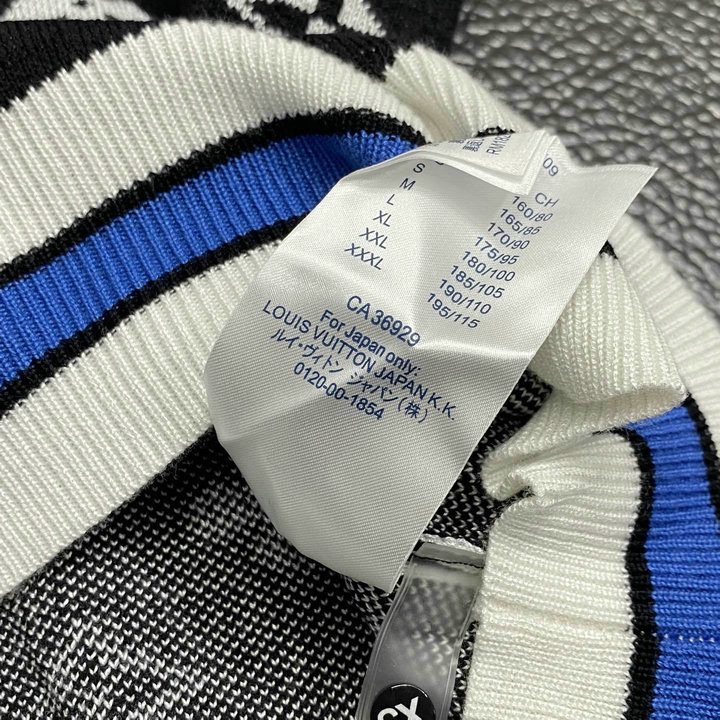 09
CH
S 160/80
M 165/85
L 170/90
XL 175/95
XXL 180/100
XXXL 185/105
190/110
195/115
CA 36929
For Japan only:
LOUIS VUITTON JAPAN K.K.
ルイ・ヴィトン ジャパン(株)
0120-00-1854